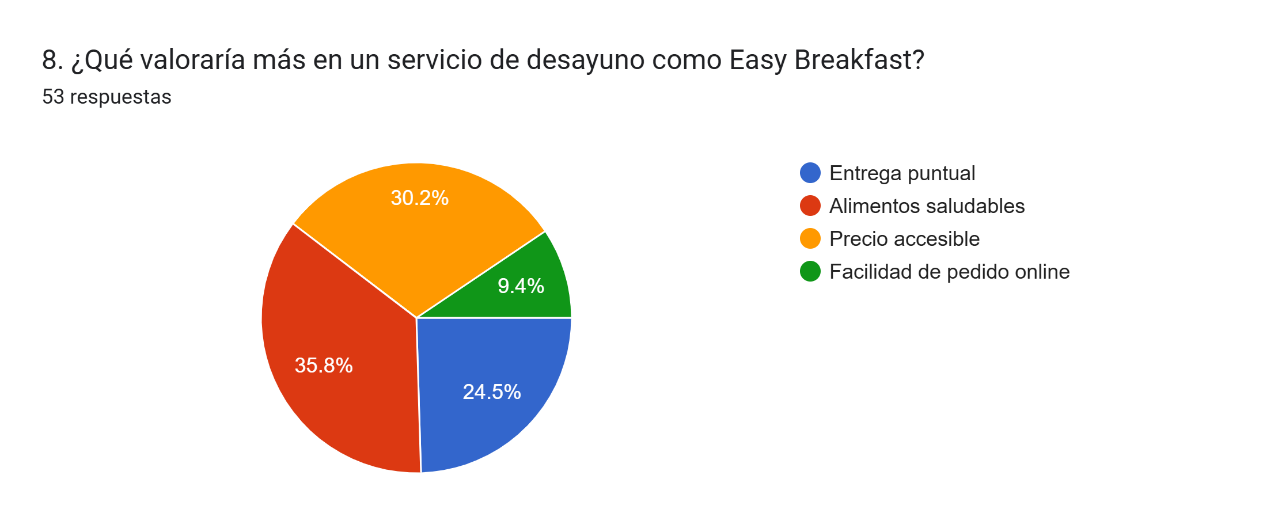 8. ¿Qué valoraría más en un servicio de desayuno como Easy Breakfast?
53 respuestas
30.2%
9.4%
35.8%
24.5%
Entrega puntual
Alimentos saludables
Precio accesible
Facilidad de pedido online